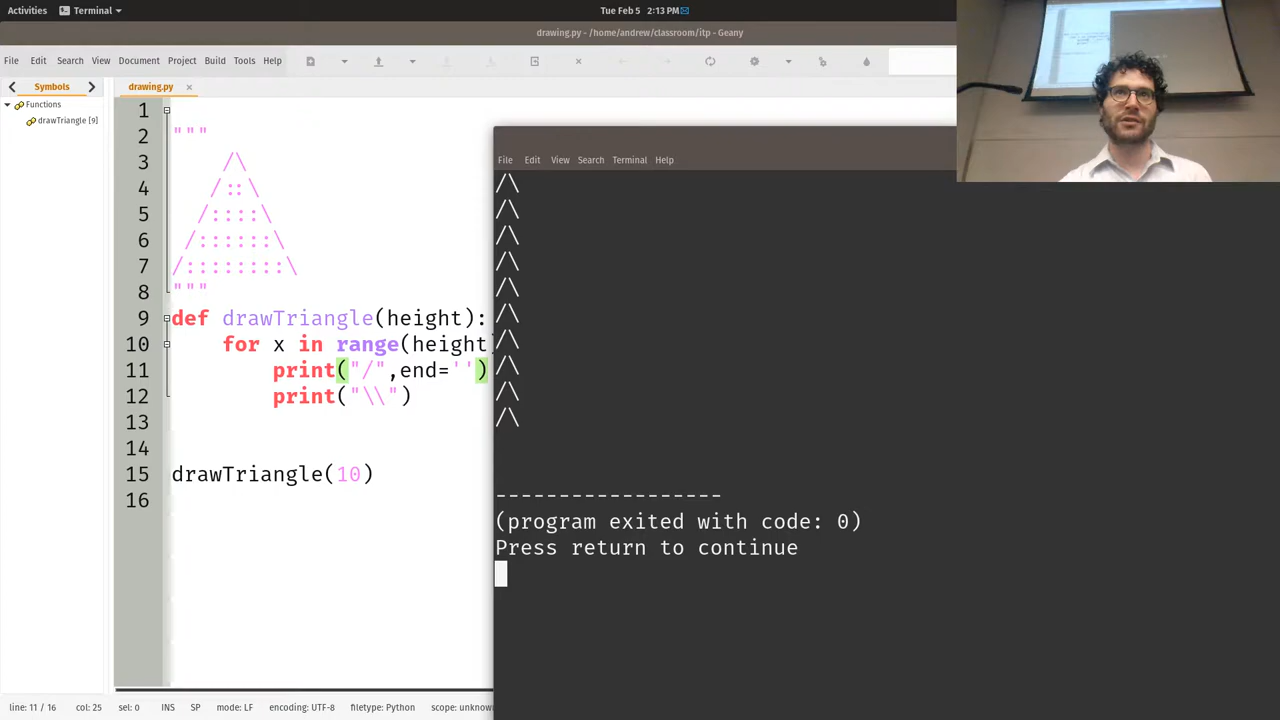 Activities Terminal Tue Feb 5 2:13 PM
drawing.py - /home/andrew/classroom/itp - Geany
File Edit Search View Document Project Build Tools Help
Symbols
drawing.py
Functions
drawTriangle [9]
1
2 """
3 /\
4 /::\
5 /::::\
6 /::::::\
7 /::::::::\
8 """
9 def drawTriangle(height):
10 for x in range(height
11 print("/",end='')
12 print("\\")
13
14
15 drawTriangle(10)
16
File Edit View Search Terminal Help
/\
/\
/\
/\
/\
/\
/\
/\
/\
/\
------------------
(program exited with code: 0)
Press return to continue
line: 11 / 16 col: 25 sel: 0 INS SP mode: LF encoding: UTF-8 filetype: Python scope: unknow